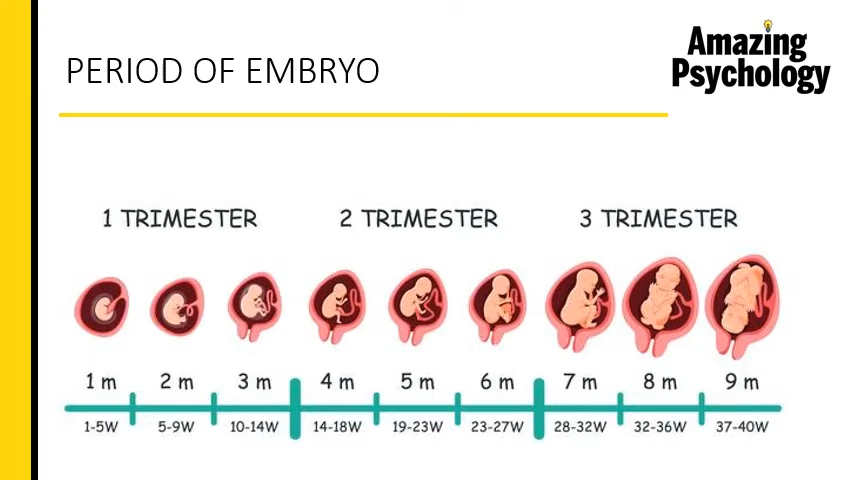 PERIOD OF EMBRYO
Amazing
Psychology
1 TRIMESTER 2 TRIMESTER 3 TRIMESTER
1 m 2 m 3 m 4 m 5 m 6 m 7 m 8 m 9 m
1-5W 5-9W 10-14W 14-18W 19-23W 23-27W 28-32W 32-36W 37-40W